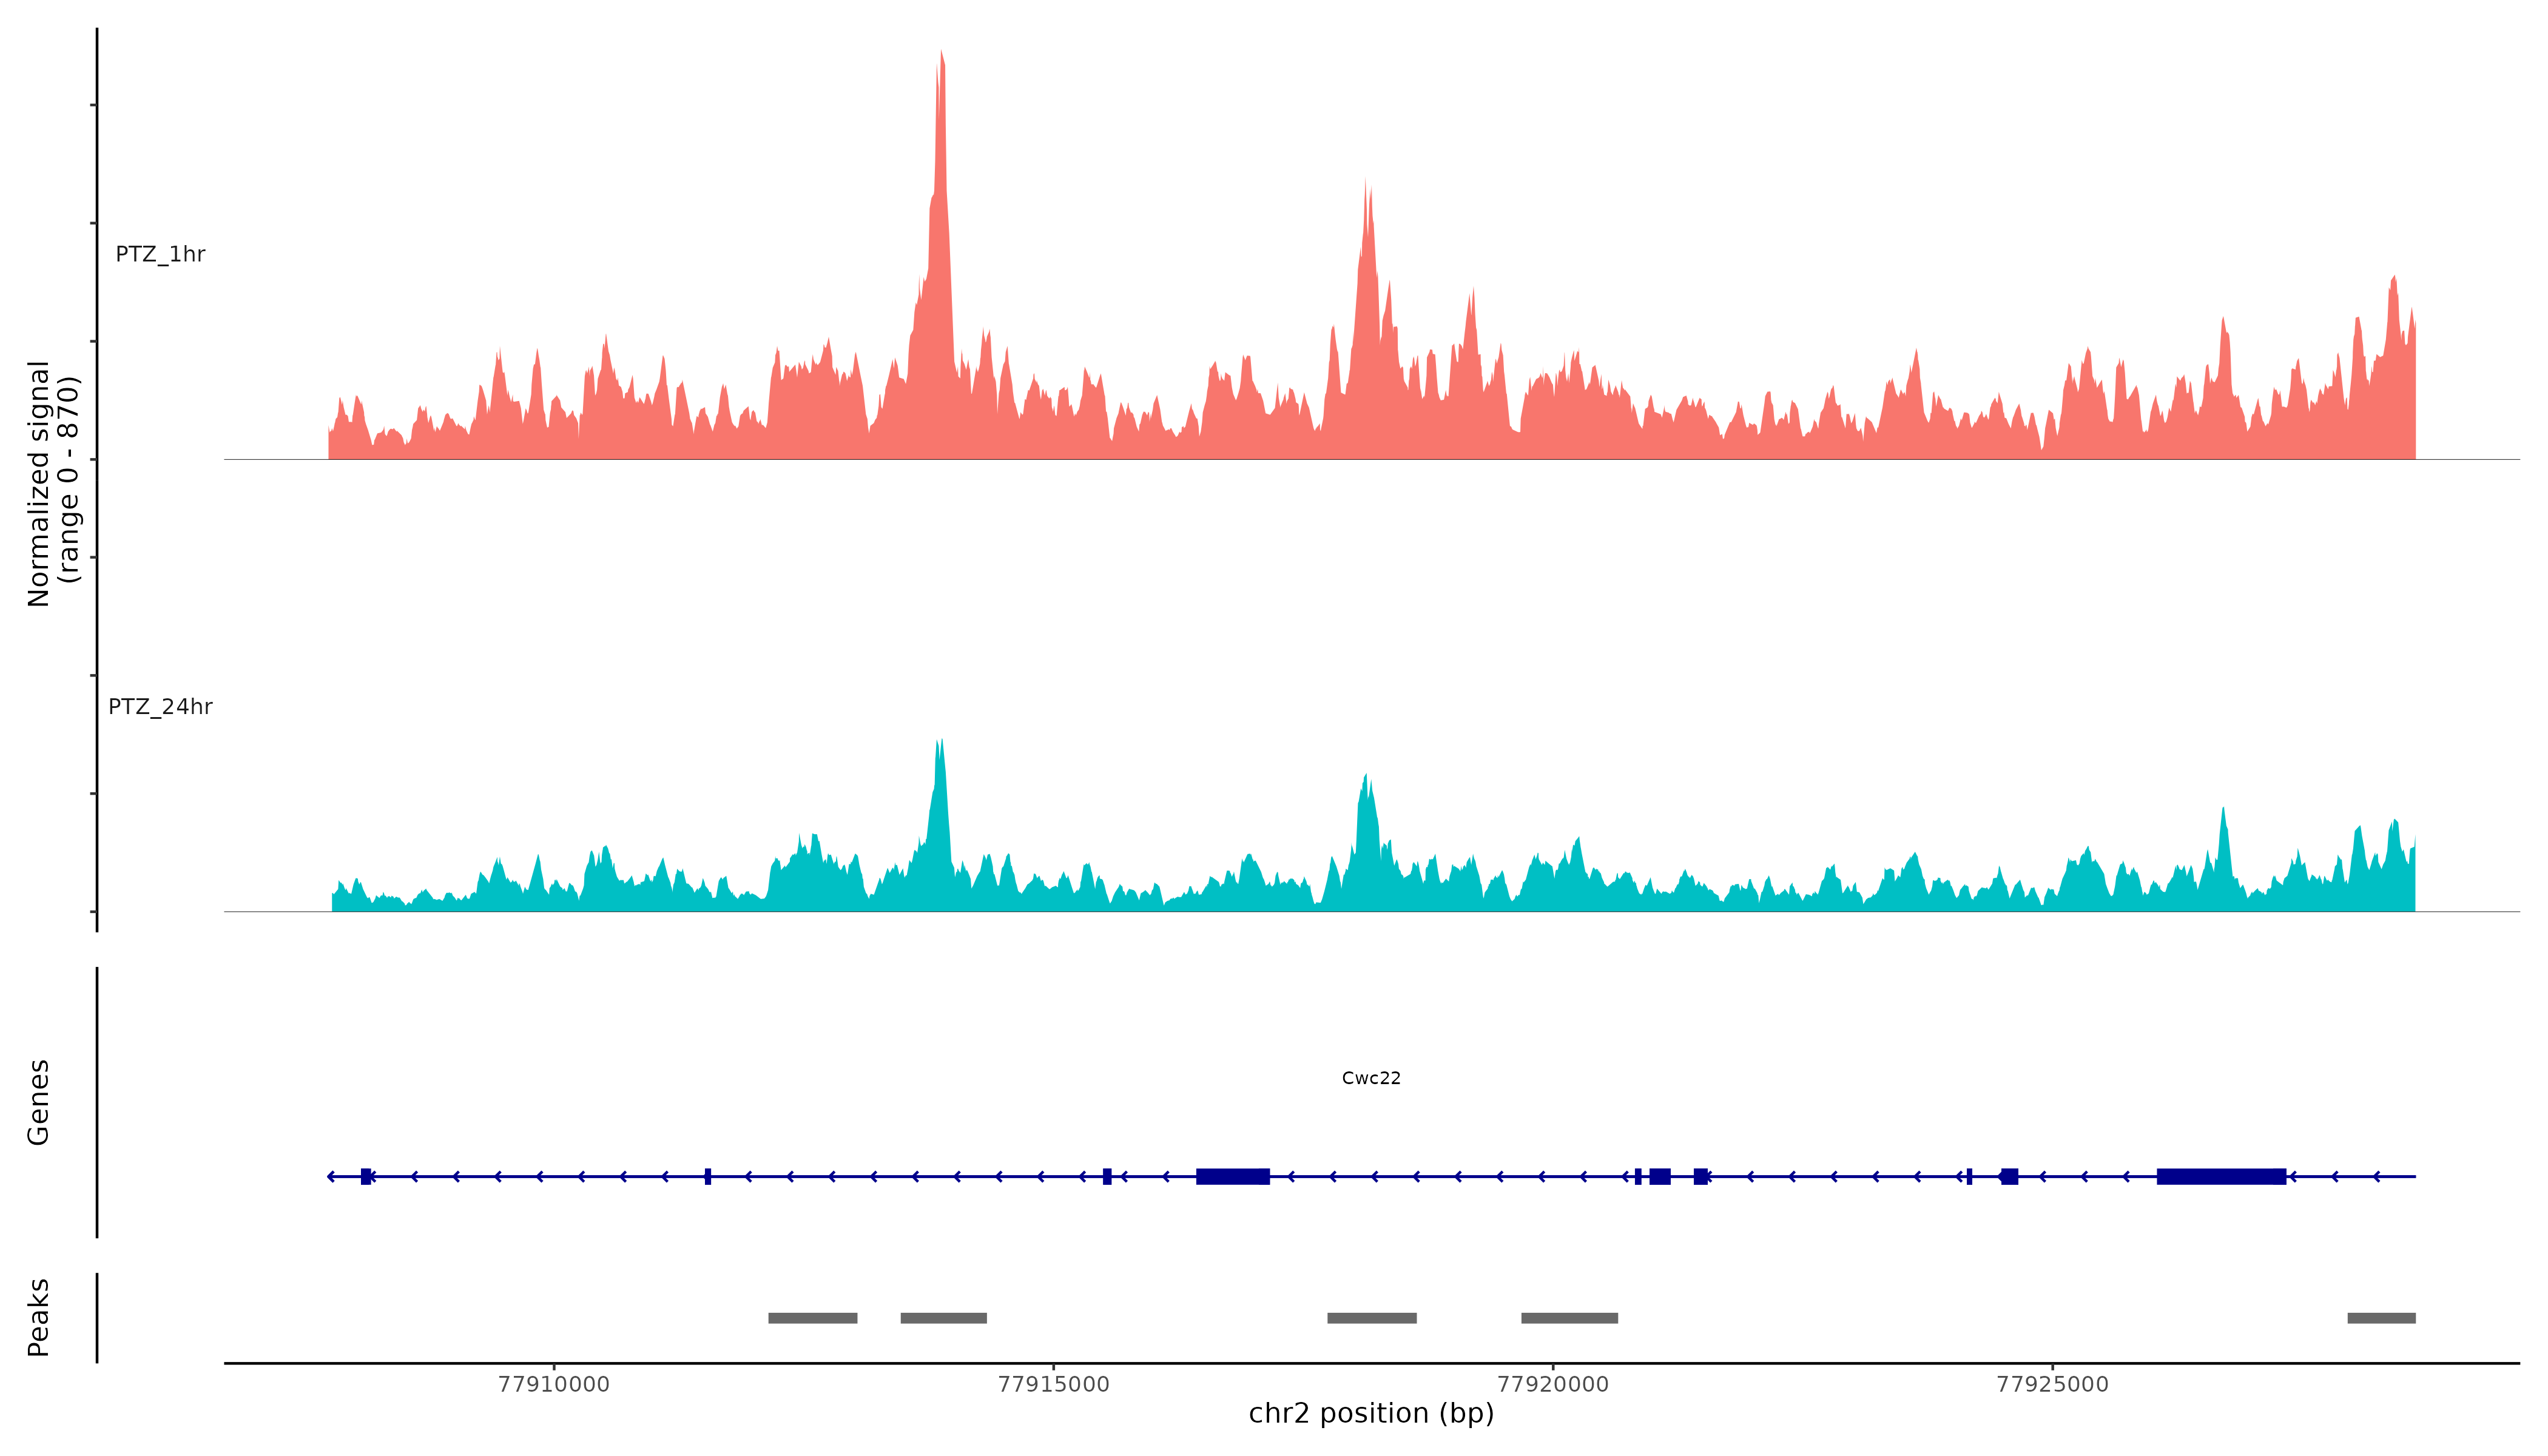 Normalized signal
(range 0 - 870)
PTZ_1hr
PTZ_24hr
Genes
Cwc22
Peaks
77910000
77915000
77920000
77925000
chr2 position (bp)